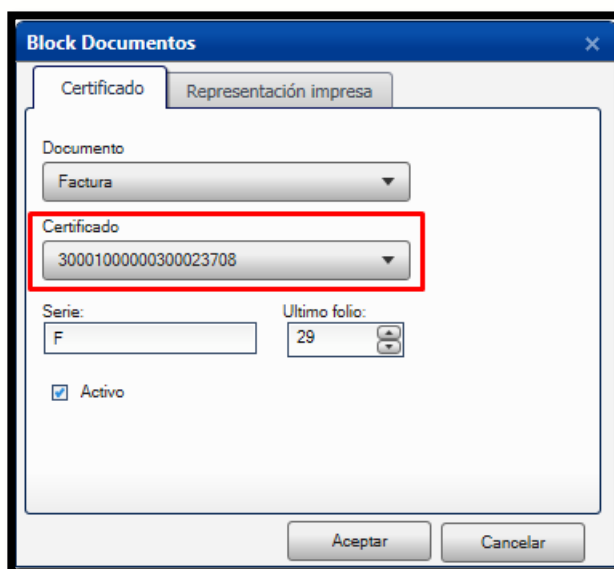 Block Documentos
Certificado
Representación impresa
Documento
Factura
Certificado
30001000000300023708
Serie:
Ultimo folio:
F
29
Activo
Aceptar
Cancelar